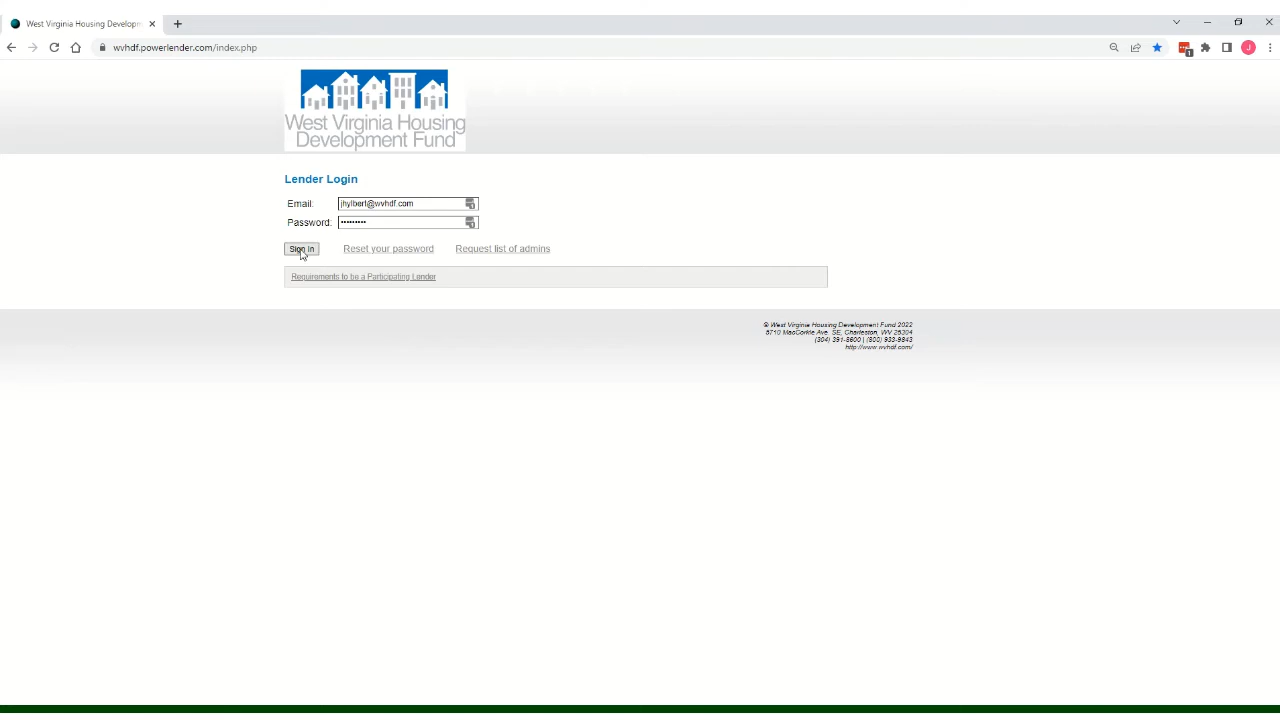 West Virginia Housing Developm
wvhdf.powerlender.com/index.php
1
J
West Virginia Housing
Development Fund
Lender Login
Email: jhylbert@wvhdf.com
Password: •••••••••
Sign In Reset your password Request list of admins
Requirements to be a Participating Lender
© West Virginia Housing Development Fund 2022
5710 MacCorkle Ave. SE, Charleston, WV 25304
(304) 391-8600 | (800) 933-9843
http://www.wvhdf.com/